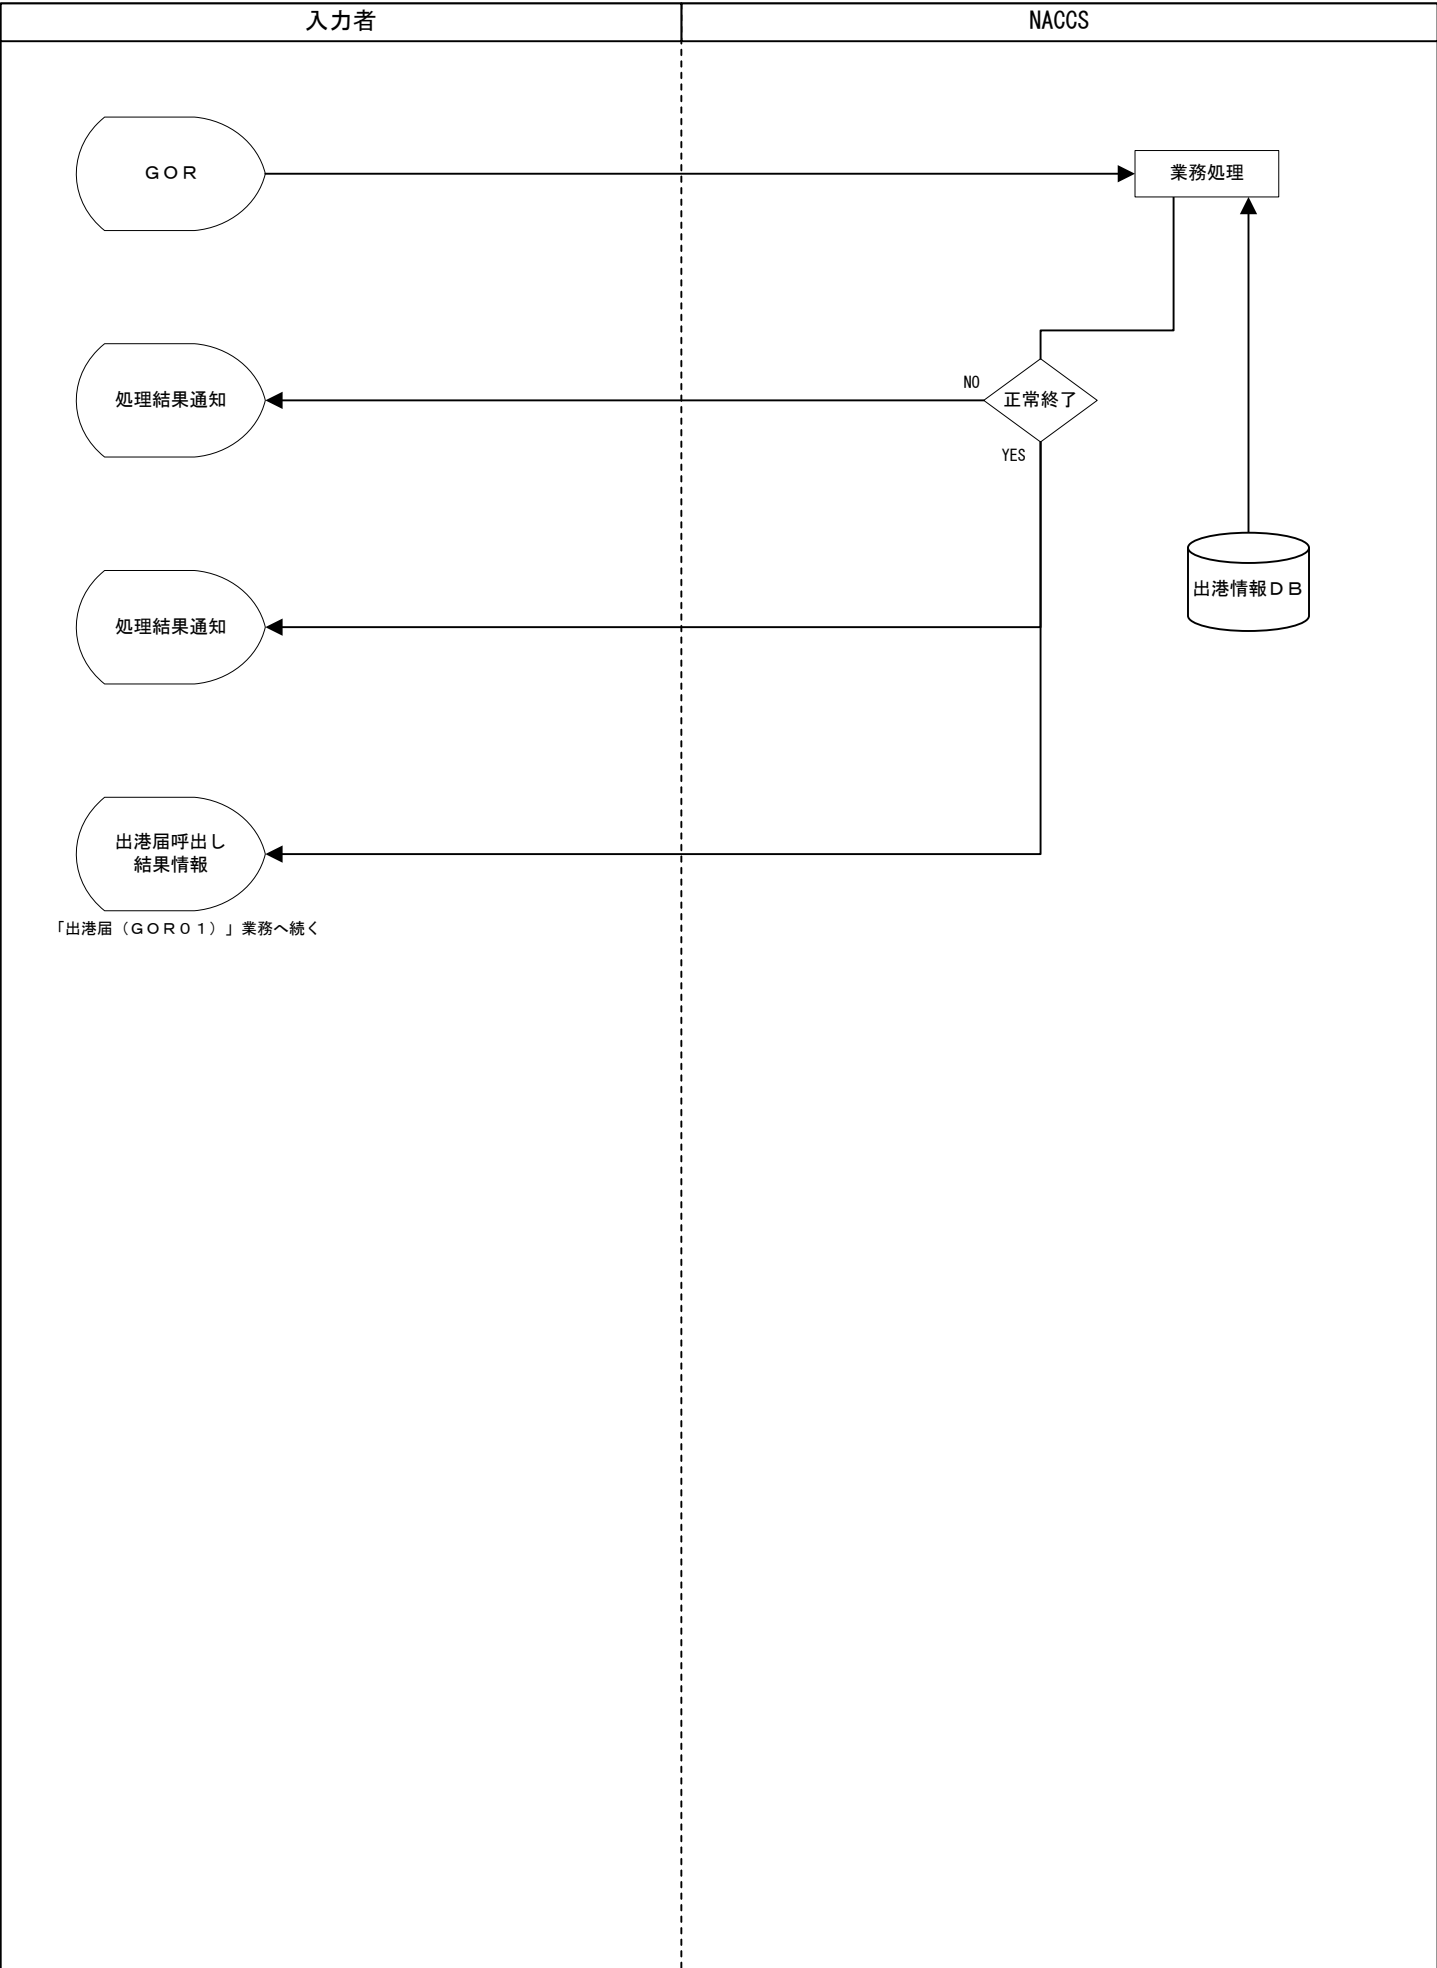 入力者
NACCS
ＧＯＲ
業務処理
処理結果通知
NO
正常終了
YES
出港情報ＤＢ
処理結果通知
出港届呼出し
結果情報
「出港届（ＧＯＲ０１）」業務へ続く